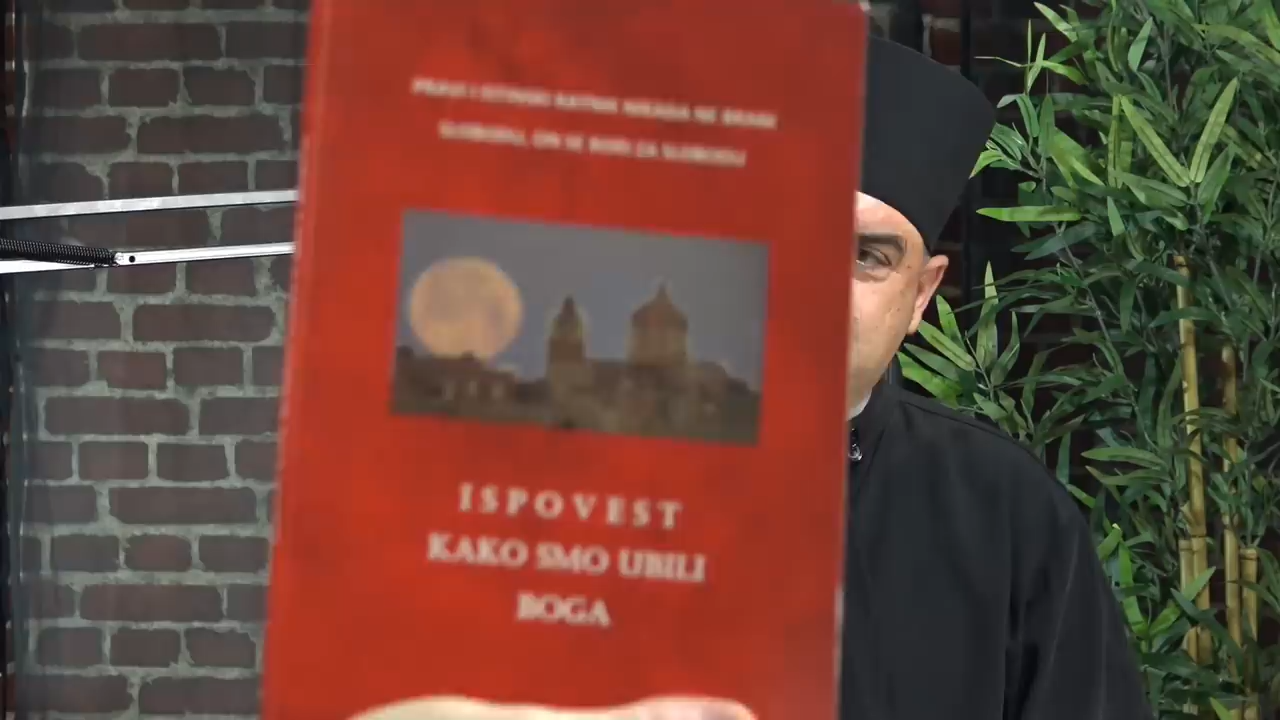 PRAVI I ISTINSKI RATNIK NIKADA NE BRANI
SLOBODU, ON SE BORI ZA SLOBODU
ISPOVEST
KAKO SMO UBILI
BOGA